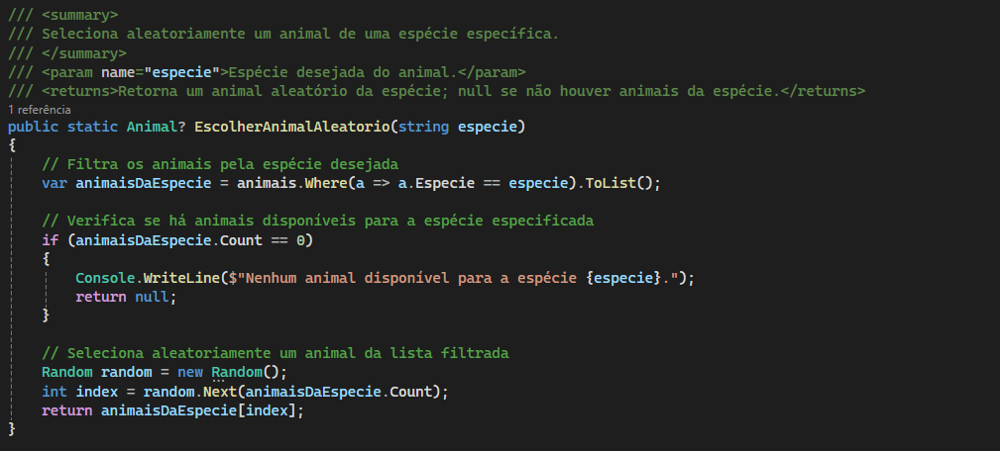 /// <summary>
/// Seleciona aleatoriamente um animal de uma espécie específica.
/// </summary>
/// <param name="especie">Espécie desejada do animal.</param>
/// <returns>Retorna um animal aleatório da espécie; null se não houver animais da espécie.</returns>
1 referência
public static Animal? EscolherAnimalAleatorio(string especie)
{
    // Filtra os animais pela espécie desejada
    var animaisDaEspecie = animais.Where(a => a.Especie == especie).ToList();

    // Verifica se há animais disponíveis para a espécie especificada
    if (animaisDaEspecie.Count == 0)
    {
        Console.WriteLine($"Nenhum animal disponível para a espécie {especie}.");
        return null;
    }

    // Seleciona aleatoriamente um animal da lista filtrada
    Random random = new Random();
    int index = random.Next(animaisDaEspecie.Count);
    return animaisDaEspecie[index];
}